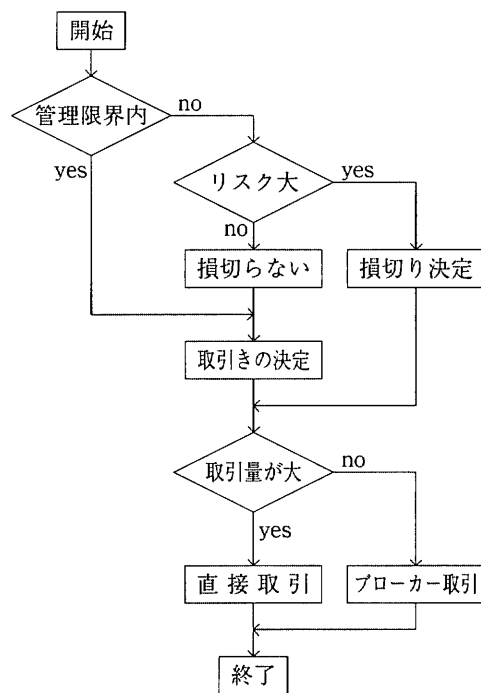 開始
管理限界内
no
yes
リスク大
yes
no
損切らない
損切り決定
取引きの決定
取引量が大
no
yes
直接取引
ブローカー取引
終了